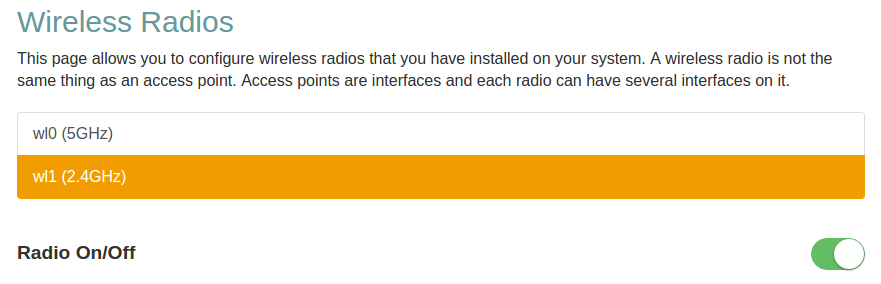 Wireless Radios
This page allows you to configure wireless radios that you have installed on your system. A wireless radio is not the
same thing as an access point. Access points are interfaces and each radio can have several interfaces on it.
wl0 (5GHz)
wl1 (2.4GHz)
Radio On/Off